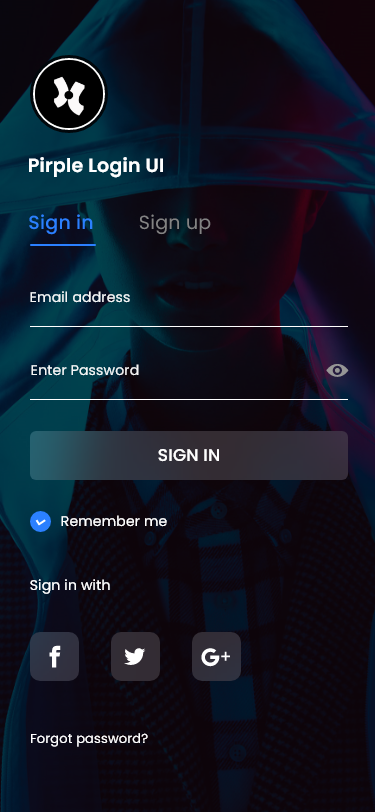 Pirple Login UI
Sign in Sign up
Email address
Enter Password
SIGN IN
Remember me
Sign in with
f G+
Forgot password?